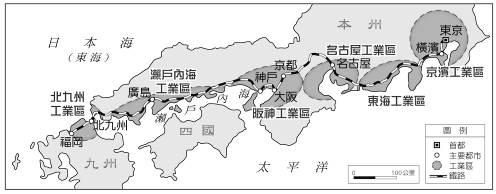 日本海
(東海)
本州
東京
橫濱
京濱工業區
名古屋工業區
名古屋
東海工業區
京都
神戶
大阪
阪神工業區
瀨戶內海
工業區
瀨戶內海
廣島
北九州
工業區
北九州
福岡
九州
四國
太平洋
圖例
首都
主要都市
工業區
鐵路
0 100公里